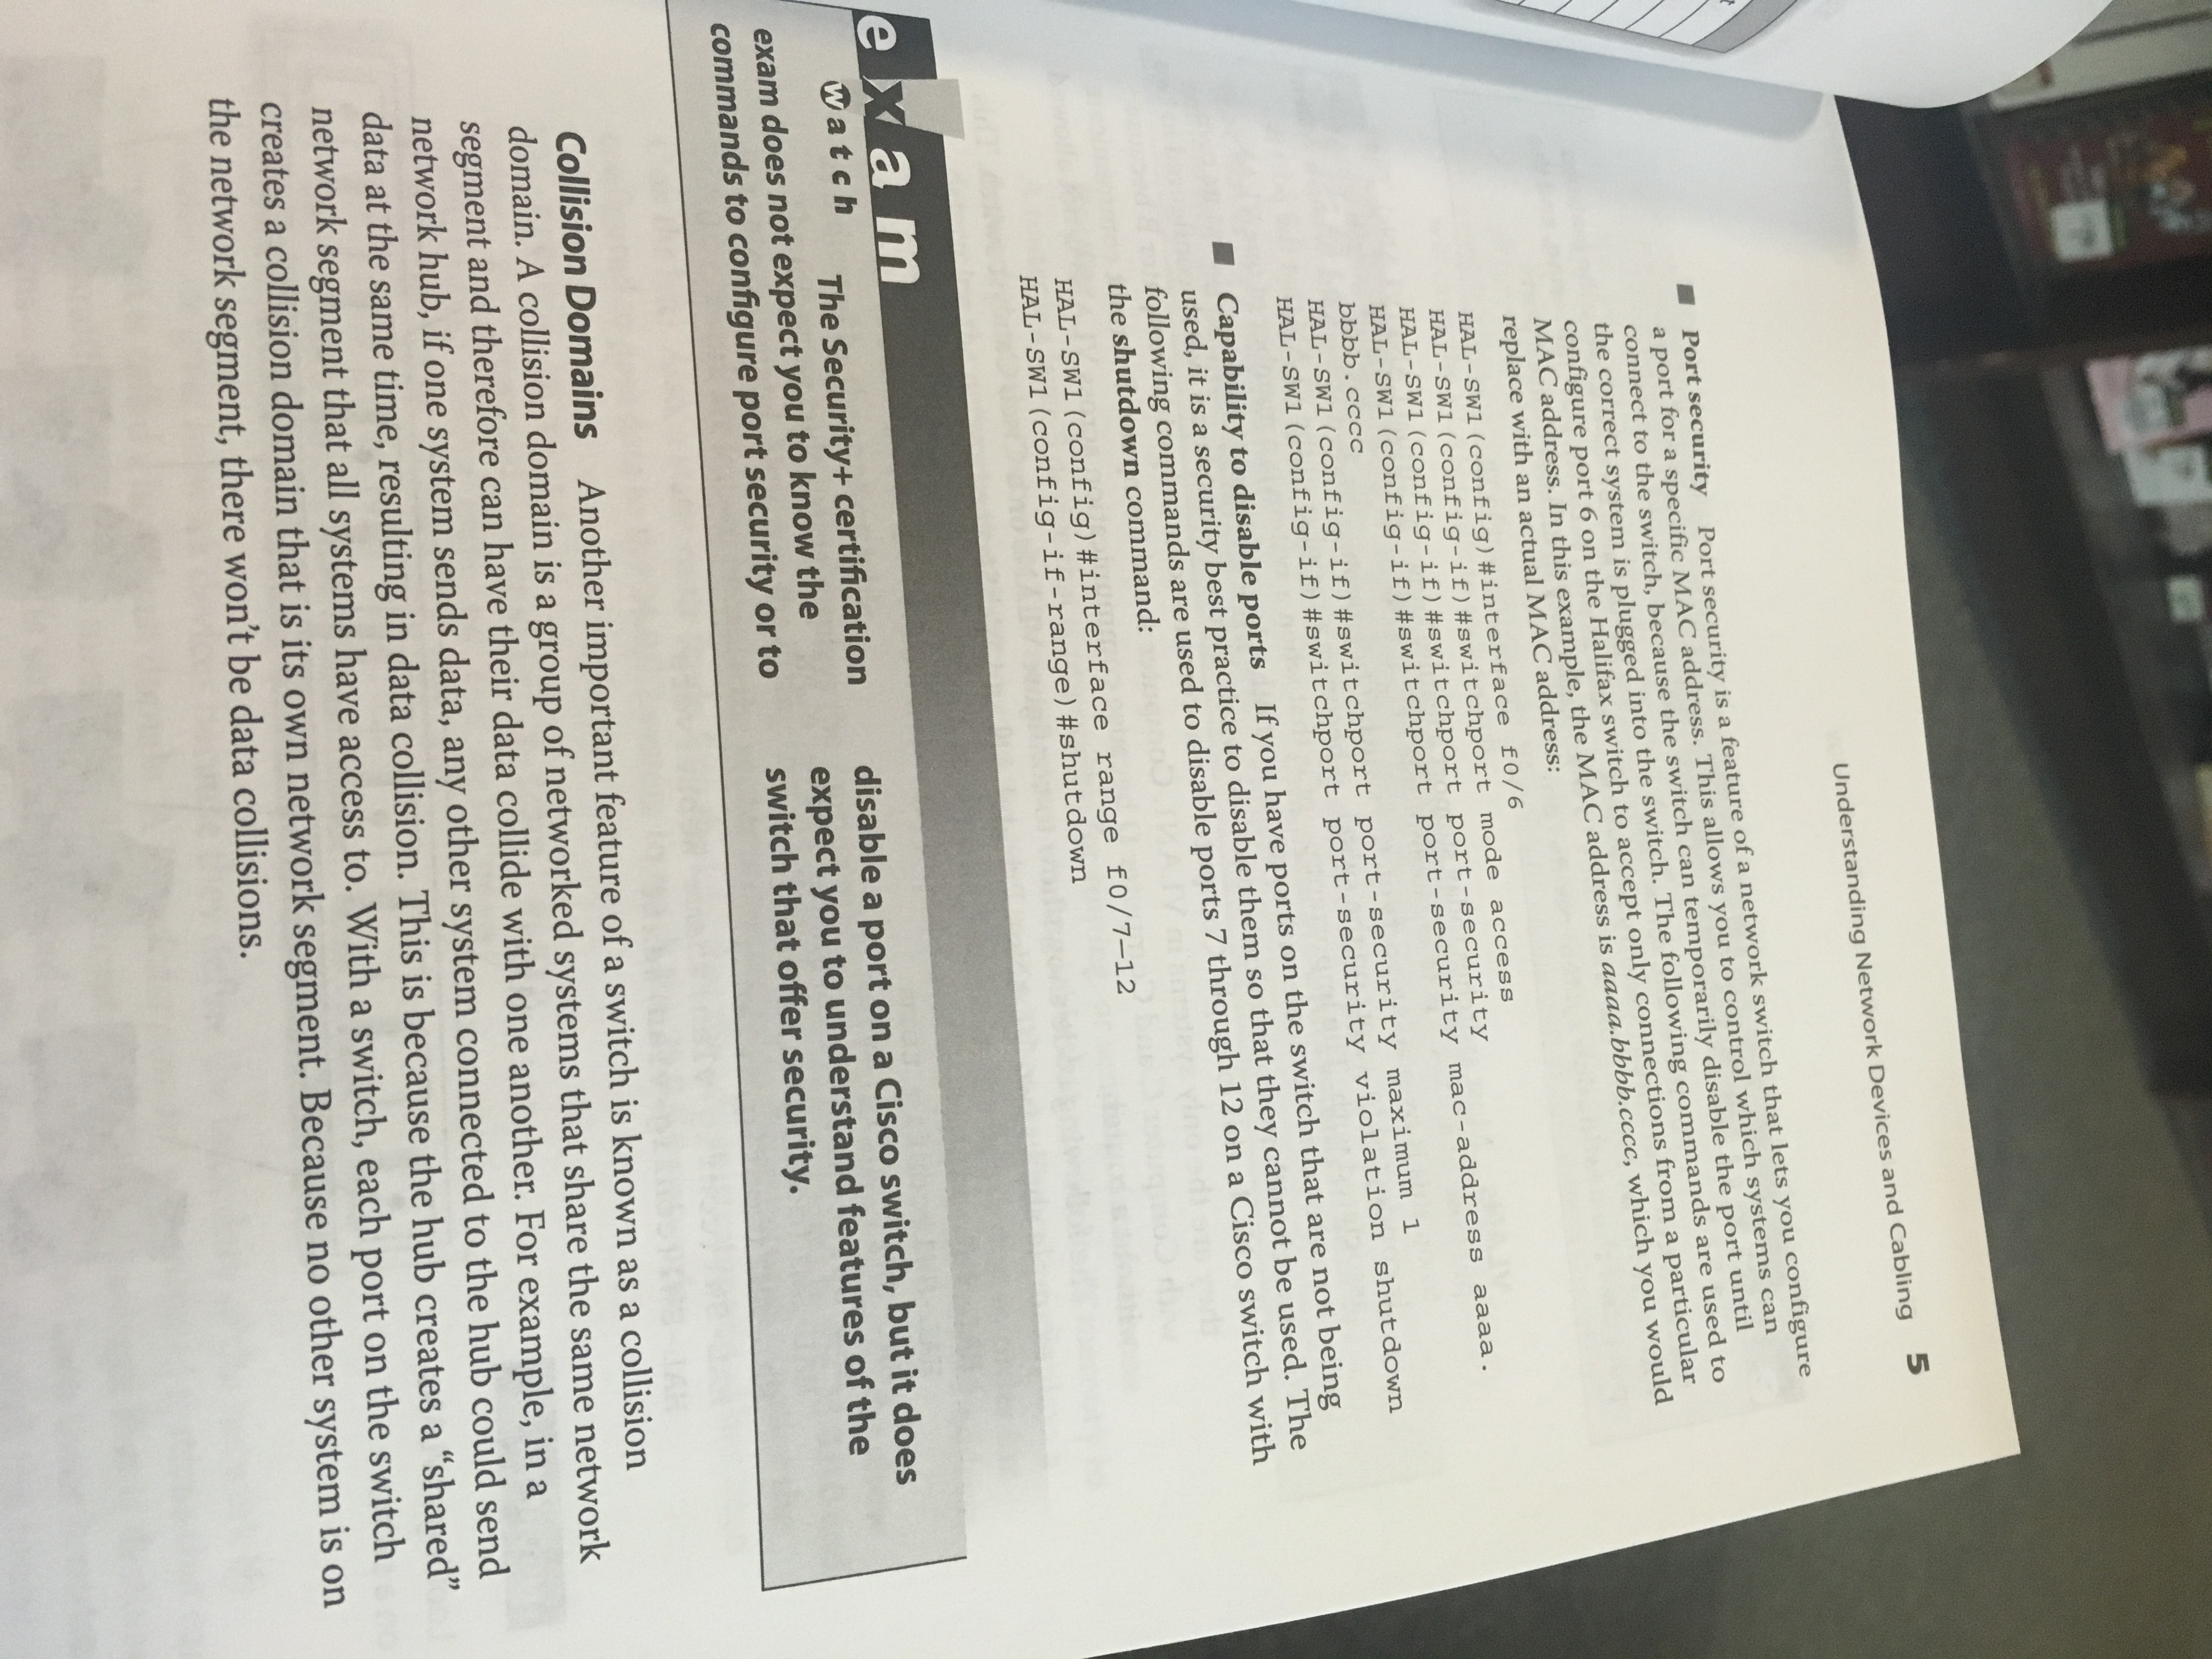 Understanding Network Devices and Cabling 5
■ Port security Port security is a feature of a network switch that lets you configure
a port for a specific MAC address. This allows you to control which systems can
connect to the switch, because the switch can temporarily disable the port until
the correct system is plugged into the switch. The following commands are used to
configure port 6 on the Halifax switch to accept only connections from a particular
MAC address. In this example, the MAC address is aaaa.bbbb.cccc, which you would
replace with an actual MAC address:
HAL-SW1(config)#interface f0/6
HAL-SW1(config-if)#switchport mode access
HAL-SW1(config-if)#switchport port-security
HAL-SW1(config-if)#switchport port-security mac-address aaaa.
bbbb.cccc
HAL-SW1(config-if)#switchport port-security maximum 1
HAL-SW1(config-if)#switchport port-security violation shutdown
■ Capability to disable ports If you have ports on the switch that are not being
used, it is a security best practice to disable them so that they cannot be used. The
following commands are used to disable ports 7 through 12 on a Cisco switch with
the shutdown command:
HAL-SW1(config)#interface range f0/7–12
HAL-SW1(config-if-range)#shutdown
exam
watch
The Security+ certification
exam does not expect you to know the
commands to configure port security or to
disable a port on a Cisco switch, but it does
expect you to understand features of the
switch that offer security.
Collision Domains Another important feature of a switch is known as a collision
domain. A collision domain is a group of networked systems that share the same network
segment and therefore can have their data collide with one another. For example, in a
network hub, if one system sends data, any other system connected to the hub could send
data at the same time, resulting in data collision. This is because the hub creates a “shared”
network segment that all systems have access to. With a switch, each port on the switch
creates a collision domain that is its own network segment. Because no other system is on
the network segment, there won’t be data collisions.